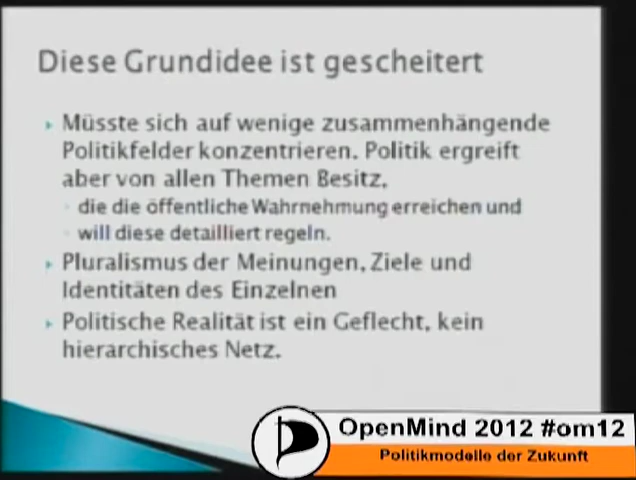 Diese Grundidee ist gescheitert
Müsste sich auf wenige zusammenhängende
Politikfelder konzentrieren. Politik ergreift
aber von allen Themen Besitz,
die die öffentliche Wahrnehmung erreichen und
will diese detailliert regeln.
Pluralismus der Meinungen, Ziele und
Identitäten des Einzelnen
Politische Realität ist ein Geflecht, kein
hierarchisches Netz.
OpenMind 2012 #om12
Politikmodelle der Zukunft